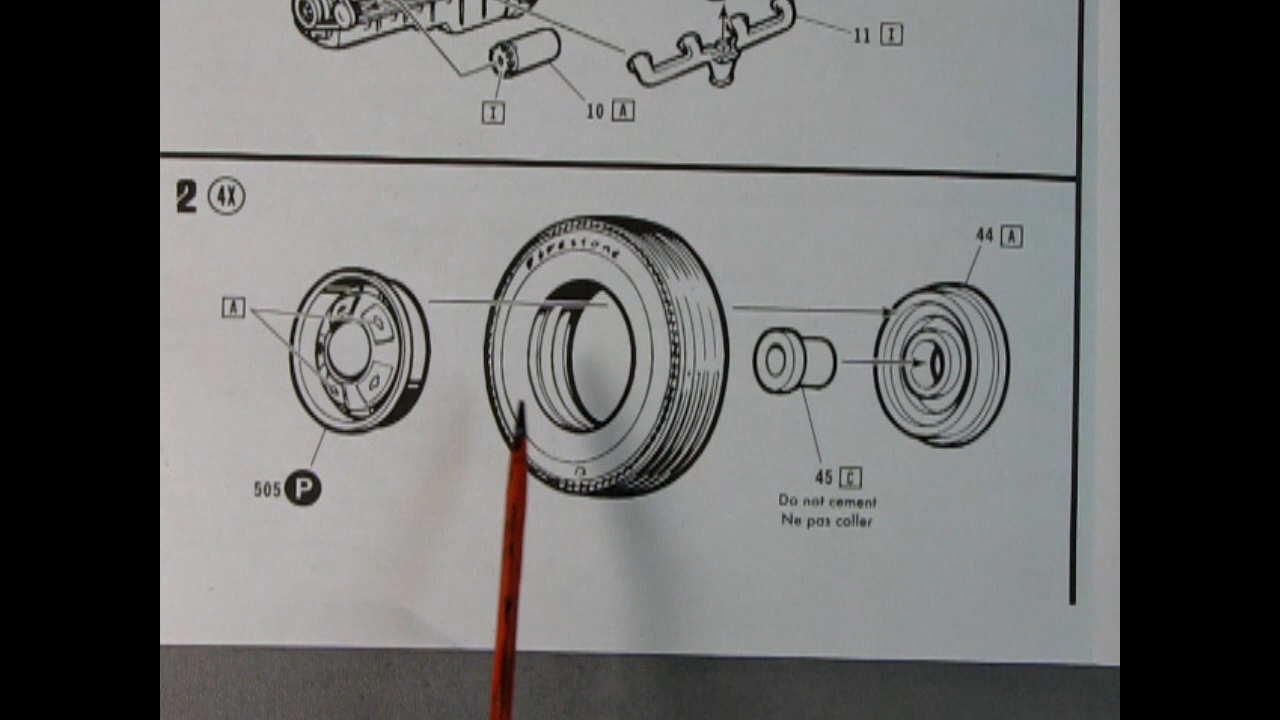 11 I
I
10 A
2 4X
Firestone
44 A
A
505 P
45 C
Do not cement
Ne pas coller